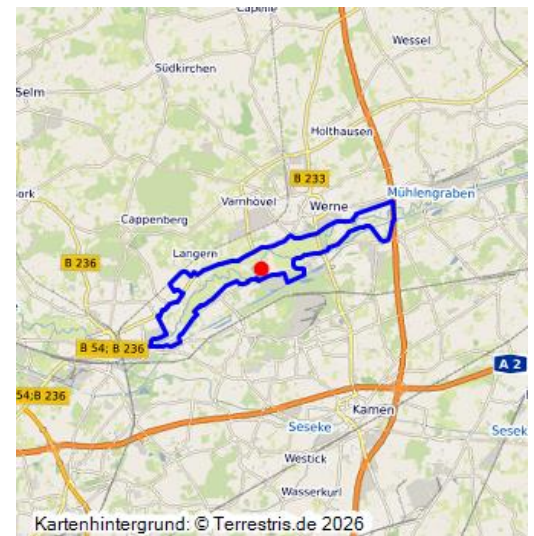 Capelle
Wessel
Südkirchen
Selm
Holthausen
B 233
Mühlengraben
ork
Varnhövel
Werne
Cappenberg
Langern
B 236
B 54; B 236
A 2
54;B 236
Kamen
Seseke
Sesek
Westick
Wasserkurl
Kartenhintergrund: © Terrestris.de 2026